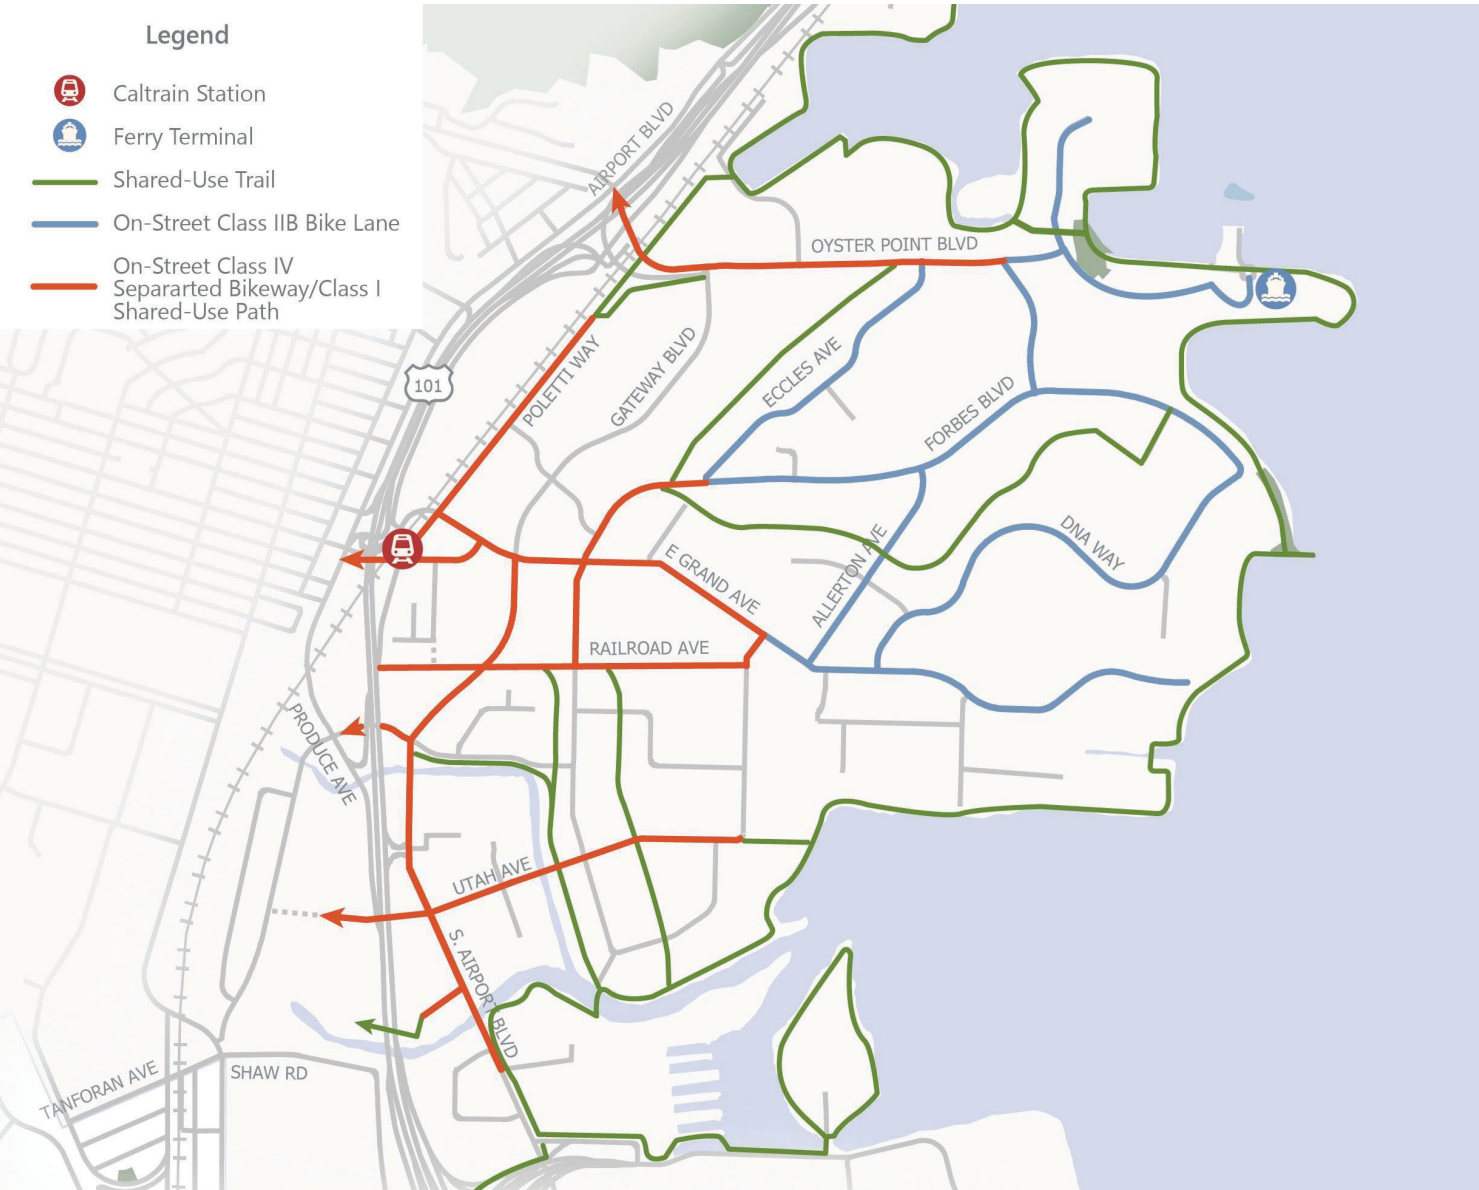 Legend
Caltrain Station
Ferry Terminal
Shared-Use Trail
On-Street Class IIB Bike Lane
On-Street Class IV
Separarted Bikeway/Class I
Shared-Use Path
AIRPORT BLVD
OYSTER POINT BLVD
101
POLETTI WAY
GATEWAY BLVD
ECCLES AVE
FORBES BLVD
DNA WAY
E GRAND AVE
ALLERTON AVE
RAILROAD AVE
PRODUCE AVE
UTAH AVE
S. AIRPORT BLVD
TANFORAN AVE
SHAW RD